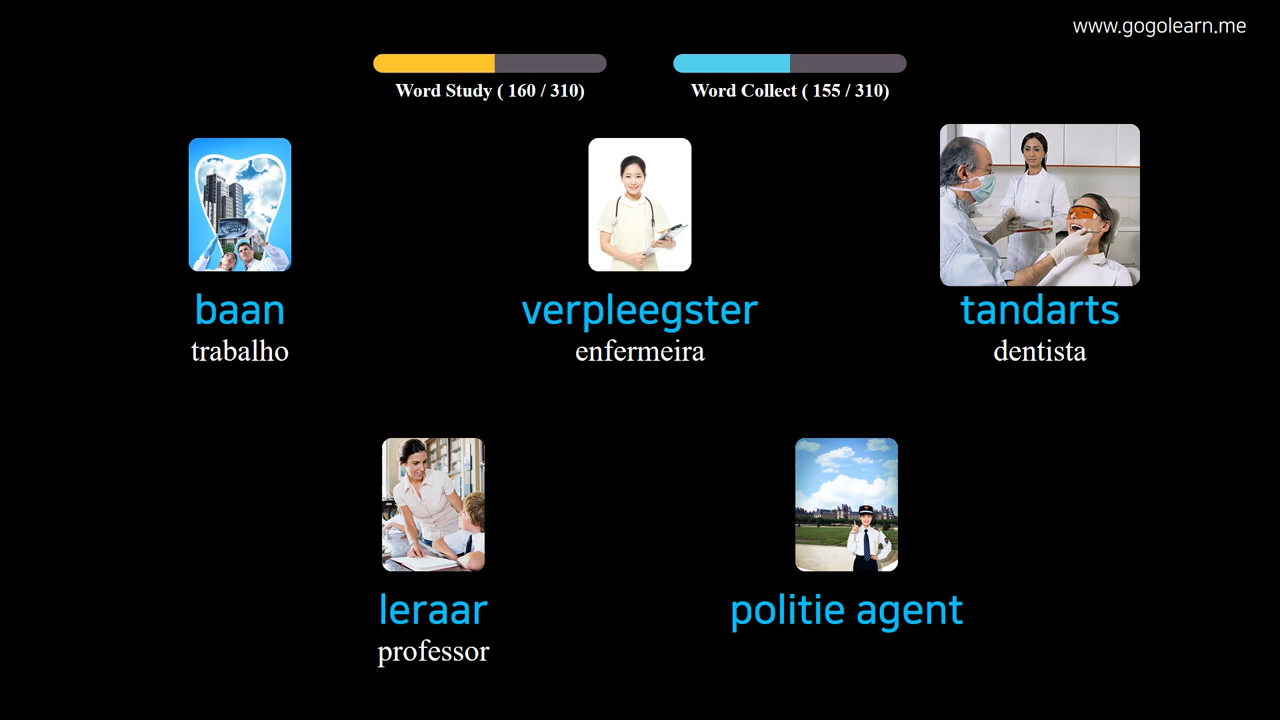 www.gogolearn.me
Word Study ( 160 / 310)
Word Collect ( 155 / 310)
baan
trabalho
verpleegster
enfermeira
tandarts
dentista
leraar
professor
politie agent